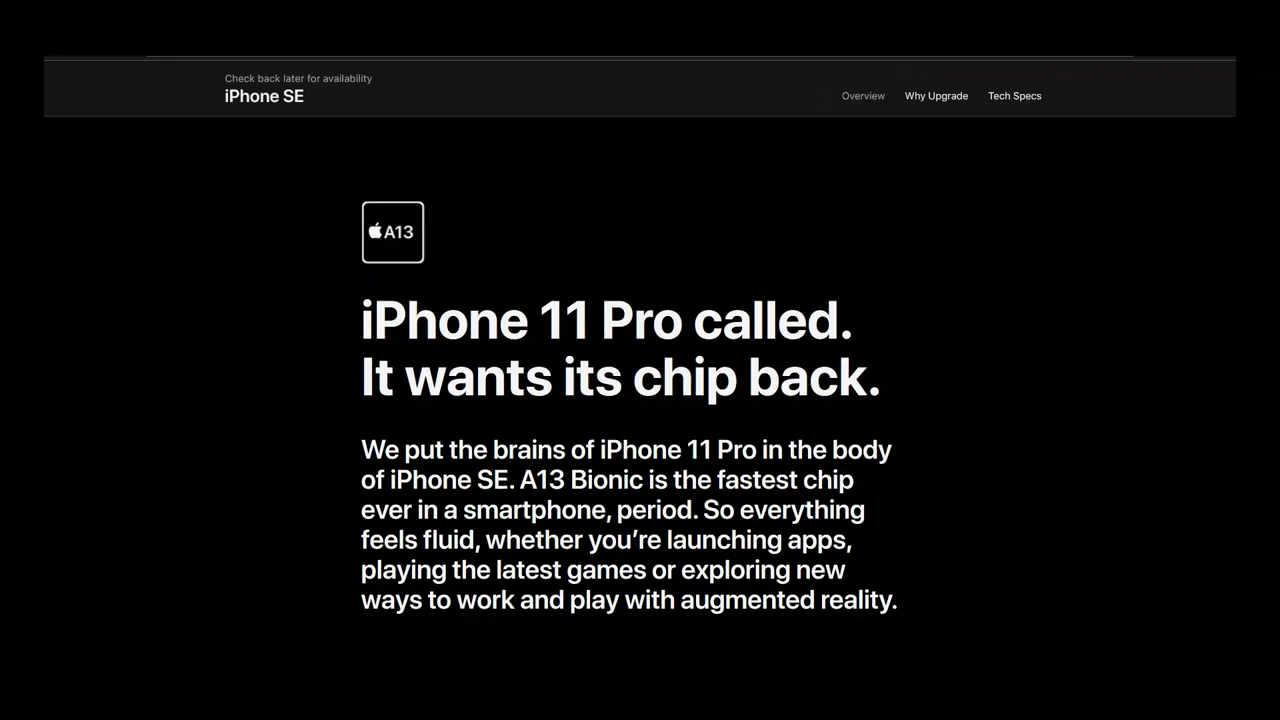 Check back later for availability
iPhone SE
Overview
Why Upgrade
Tech Specs
A13
iPhone 11 Pro called.
It wants its chip back.
We put the brains of iPhone 11 Pro in the body
of iPhone SE. A13 Bionic is the fastest chip
ever in a smartphone, period. So everything
feels fluid, whether you’re launching apps,
playing the latest games or exploring new
ways to work and play with augmented reality.